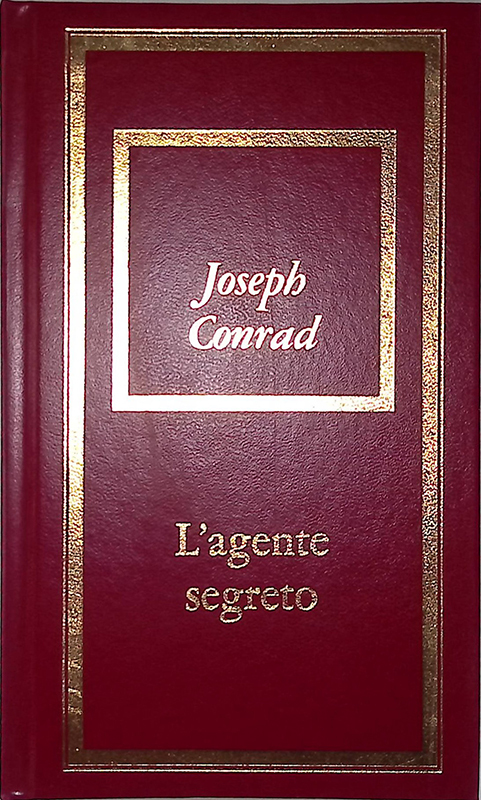 Joseph
Conrad
L'agente
segreto